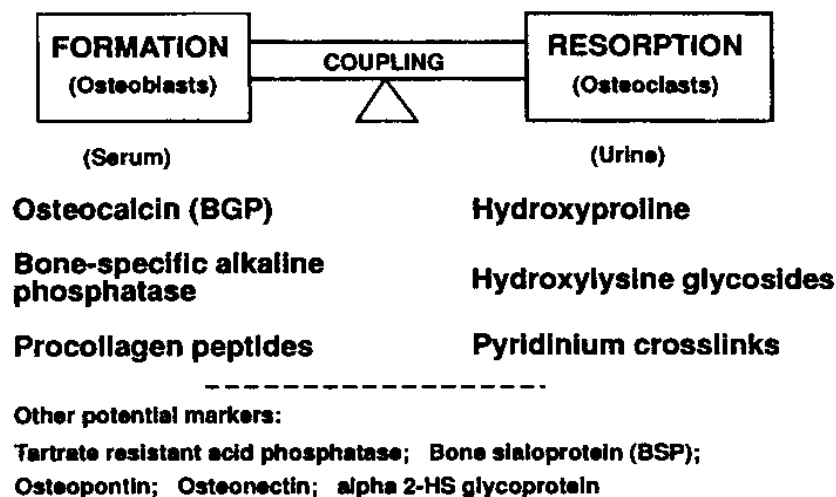 FORMATION
(Osteoblasts)
COUPLING
RESORPTION
(Osteoclasts)
(Serum)
(Urine)
Osteocalcin (BGP)
Hydroxyproline
Bone-specific alkaline
phosphatase
Hydroxylysine glycosides
Procollagen peptides
Pyridinium crosslinks
Other potential markers:
Tartrate resistant acid phosphatase; Bone sialoprotein (BSP);
Osteopontin; Osteonectin; alpha 2-HS glycoprotein